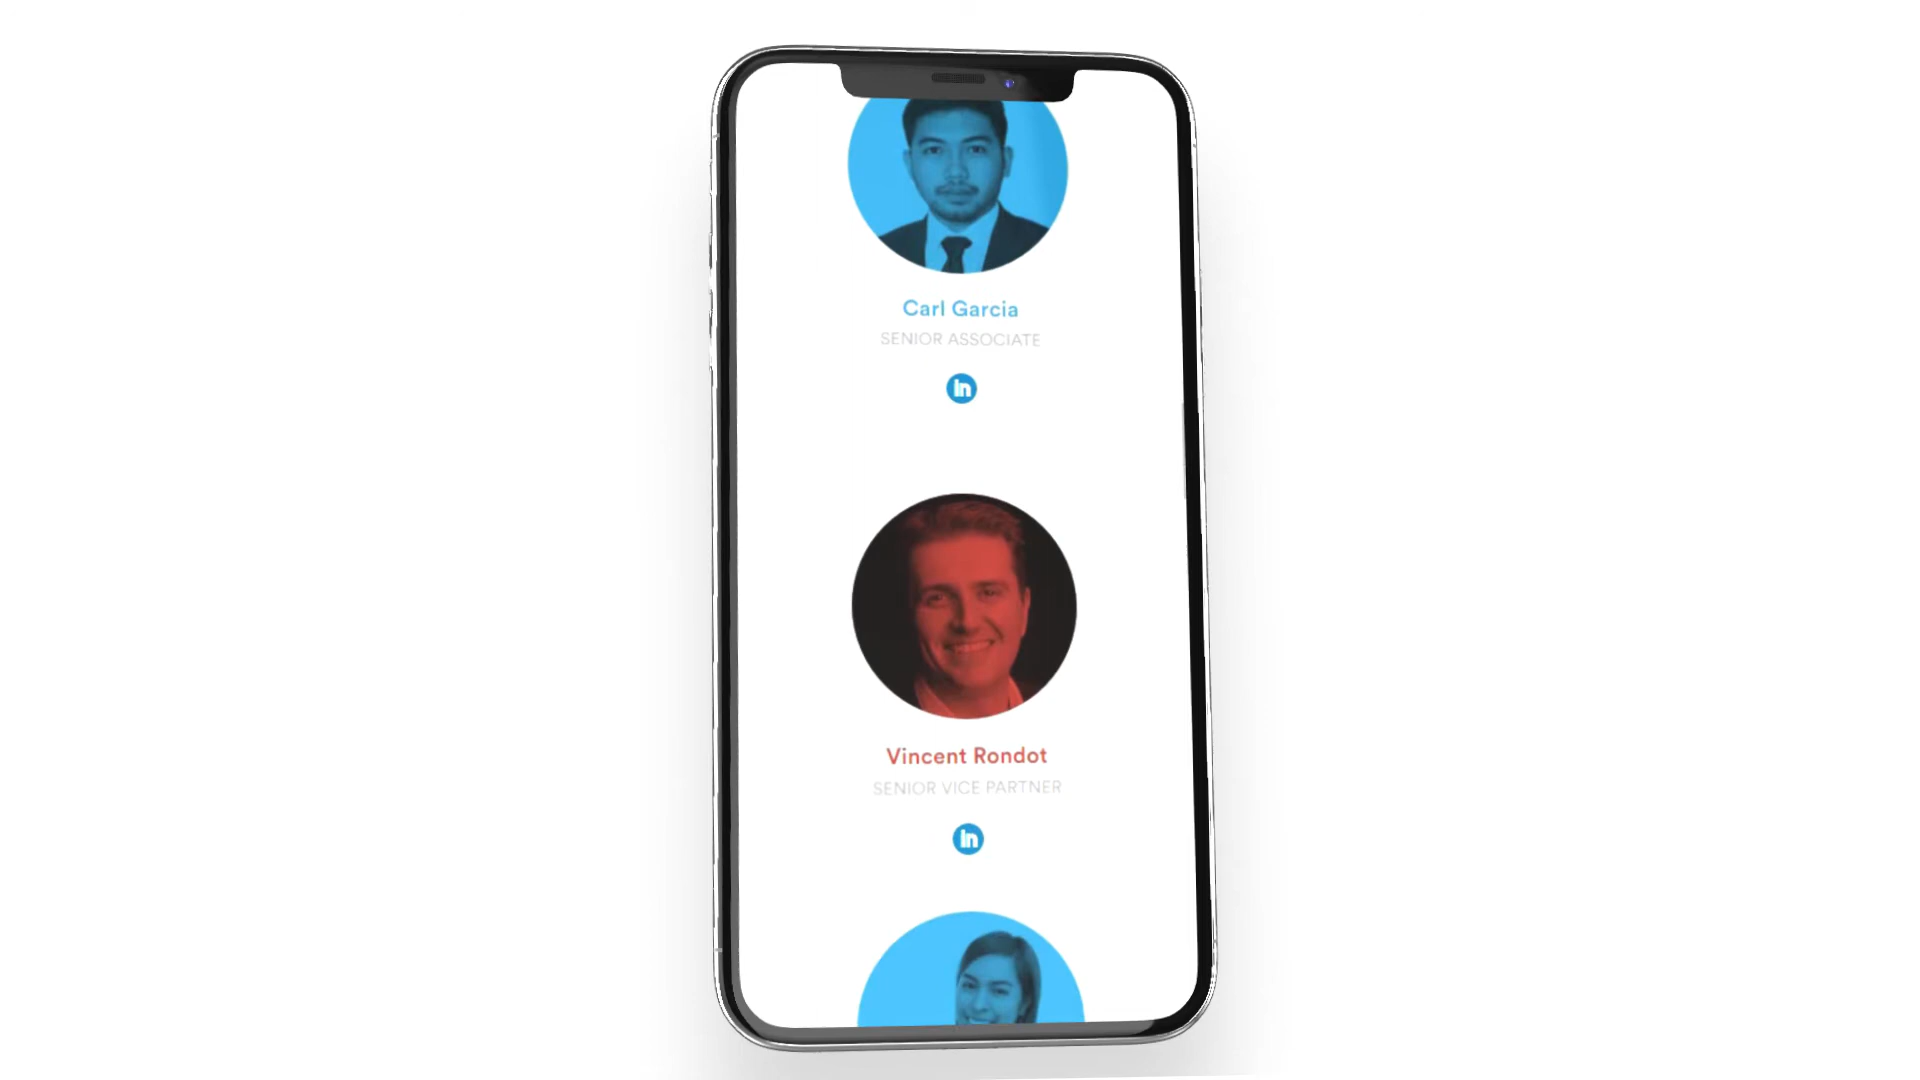 Carl Garcia
SENIOR ASSOCIATE
in
Vincent Rondot
SENIOR VICE PARTNER
in